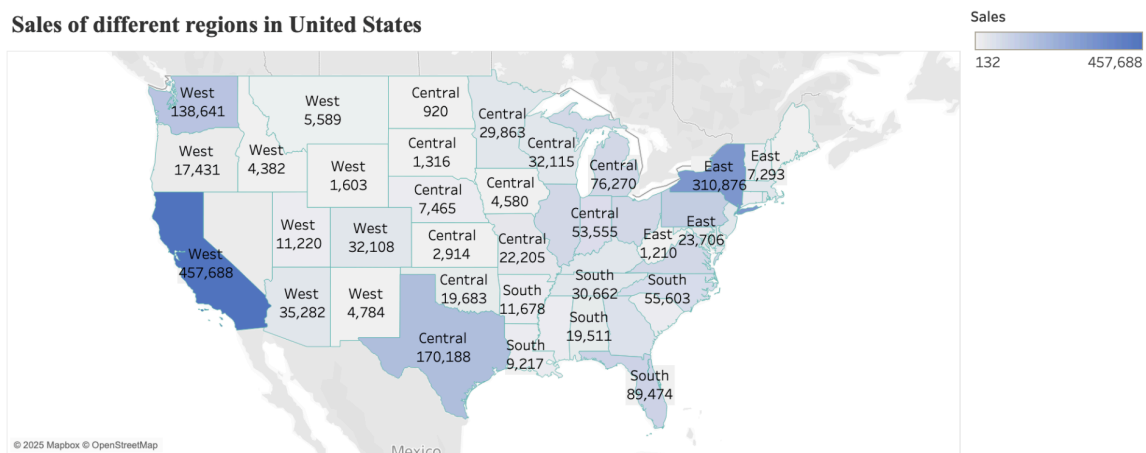 Sales of different regions in United States
Sales
132
457,688
West
138,641
West
5,589
Central
920
Central
29,863
West
17,431
West
4,382
West
1,603
Central
1,316
Central
32,115
Central
76,270
East
310,876
East
7,293
Central
7,465
Central
4,580
West
457,688
West
11,220
West
32,108
Central
2,914
Central
22,205
Central
53,555
East
1,210
East
23,706
West
35,282
West
4,784
Central
19,683
South
11,678
South
30,662
South
55,603
Central
170,188
South
9,217
South
19,511
South
89,474
© 2025 Mapbox © OpenStreetMap
Mexico